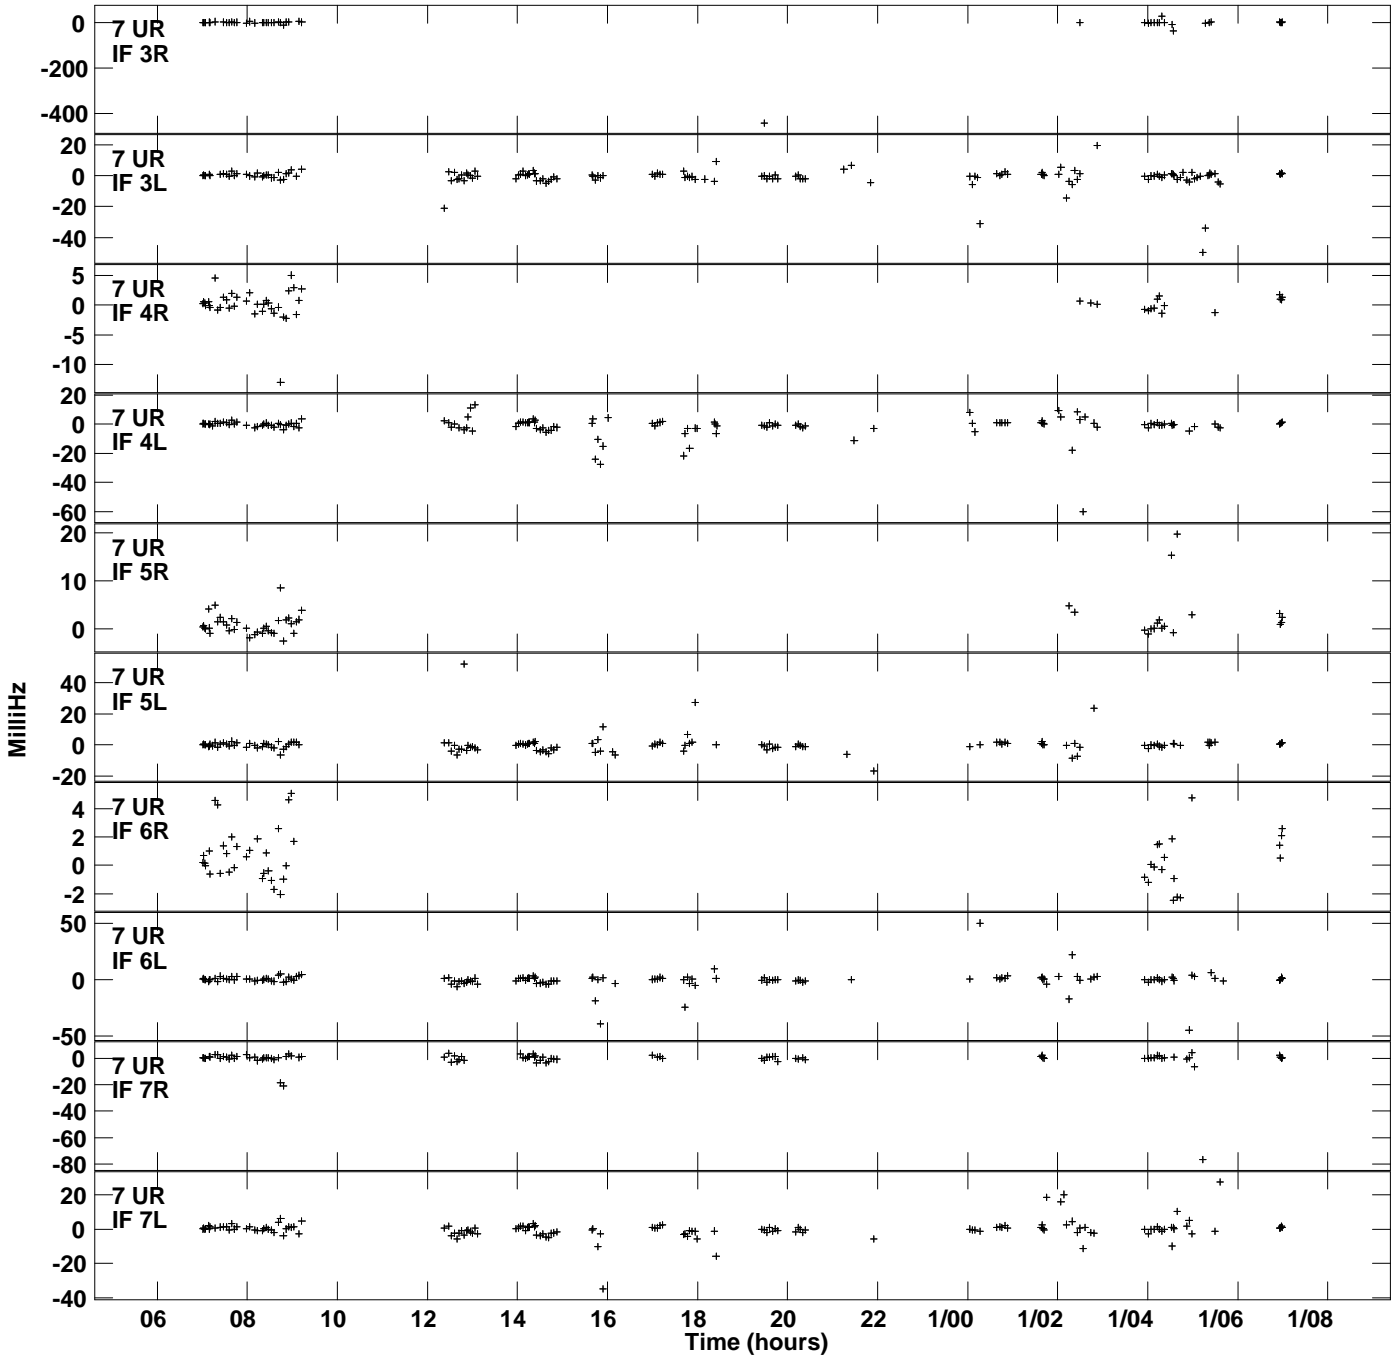 7 UR
IF 3R
0
-200
-400
7 UR
IF 3L
20
0
-20
-40
7 UR
IF 4R
5
0
-5
-10
7 UR
IF 4L
20
0
-20
-40
-60
7 UR
IF 5R
20
10
0
7 UR
IF 5L
40
20
0
-20
7 UR
IF 6R
4
2
0
-2
7 UR
IF 6L
50
0
-50
7 UR
IF 7R
0
-20
-40
-60
-80
7 UR
IF 7L
20
0
-20
-40
MilliHz
06 08 10 12 14 16 18 20 22 1/00 1/02 1/04 1/06 1/08
Time (hours)